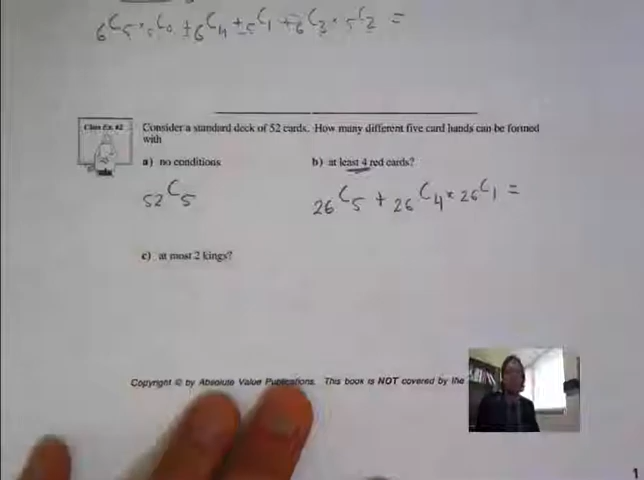 ₆C₅ · ₅C₀ + ₆C₄ · ₅C₁ + ₆C₃ · ₅C₂ =
Class Ex. #2
Consider a standard deck of 52 cards. How many different five card hands can be formed
with
a) no conditions
b) at least 4 red cards?
₅₂C₅
₂₆C₅ + ₂₆C₄ × ₂₆C₁ =
c) at most 2 kings?
Copyright © by Absolute Value Publications. This book is NOT covered by the
1